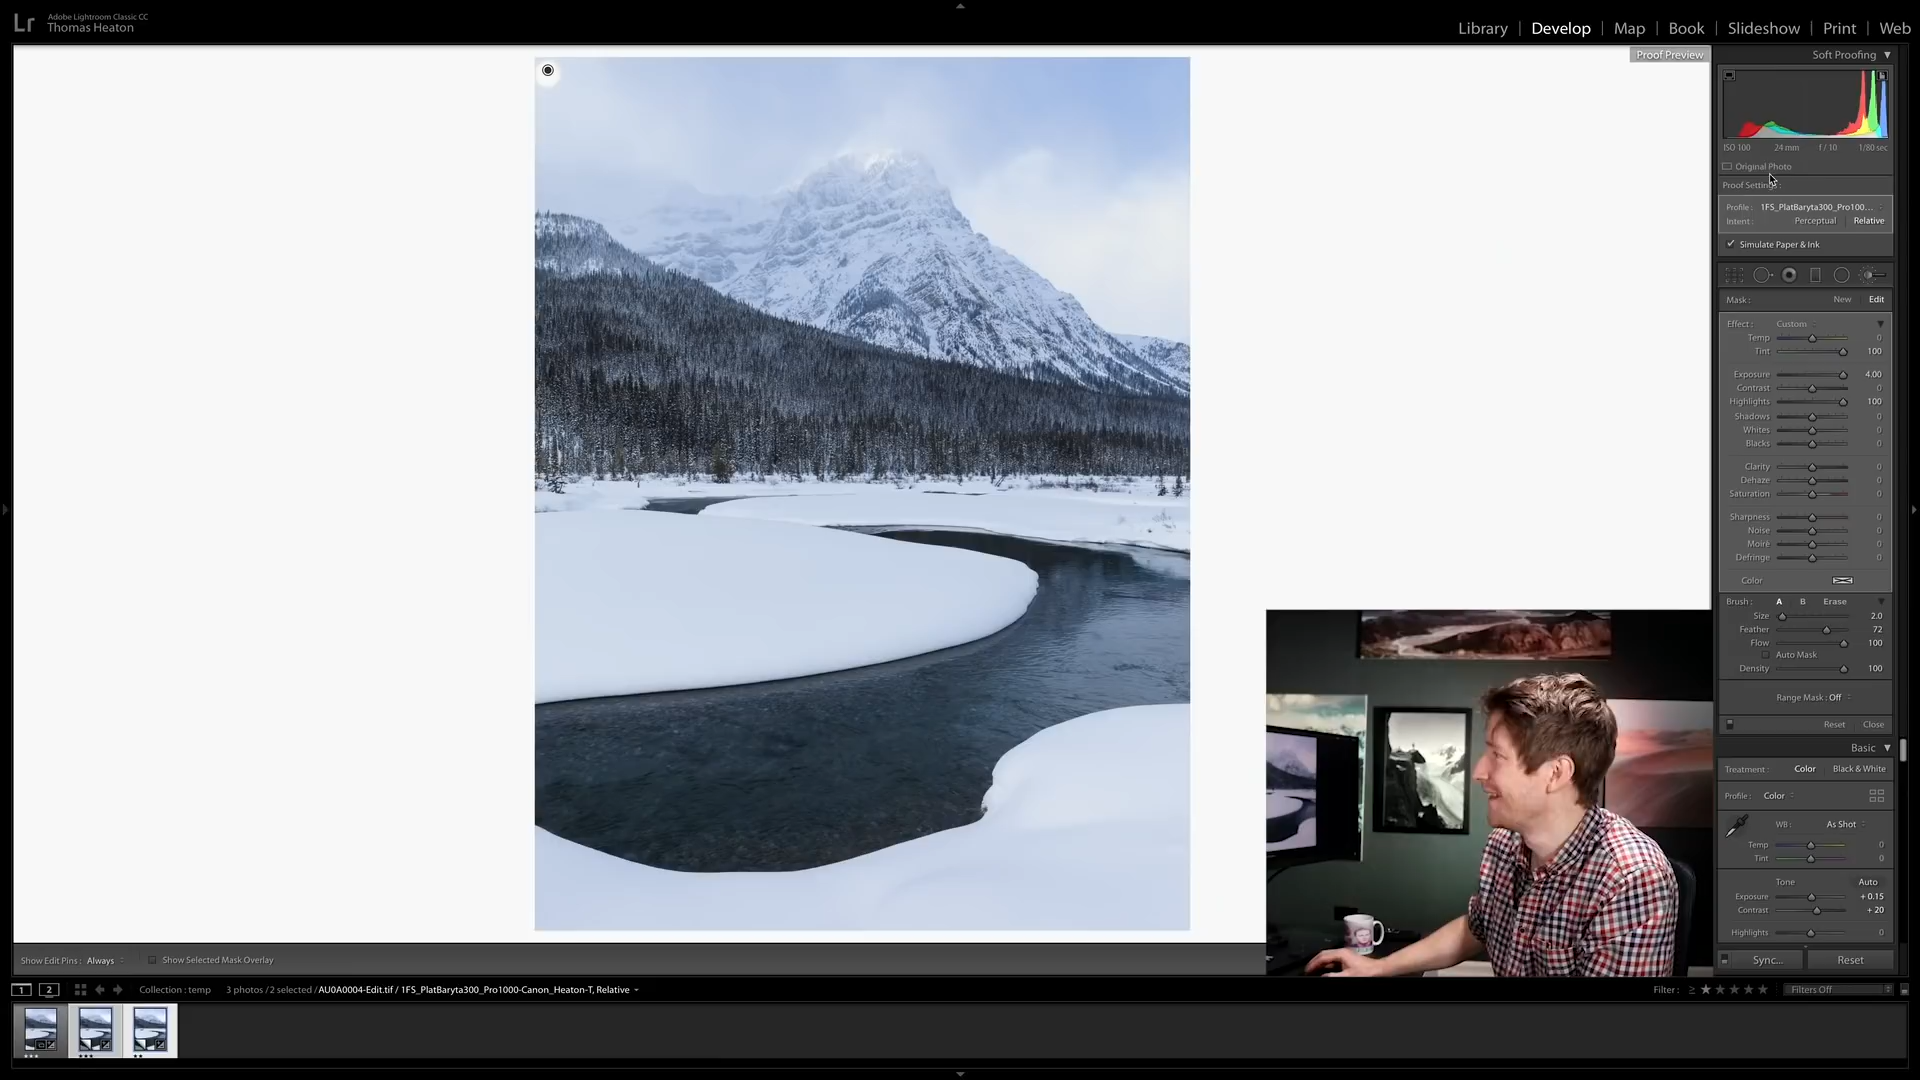 Lr
Adobe Lightroom Classic CC
Thomas Heaton
Library | Develop | Map | Book | Slideshow | Print | Web
Proof Preview
Soft Proofing
ISO 100 24 mm f / 10 1/80 sec
Original Photo
Proof Settings :
Profile : 1FS_PlatBaryta300_Pro100...
Intent : Perceptual Relative
Simulate Paper & Ink
Mask : New Edit
Effect : Custom
Temp 0
Tint 100
Exposure 4.00
Contrast 0
Highlights 100
Shadows 0
Whites 0
Blacks 0
Clarity 0
Dehaze 0
Saturation 0
Sharpness 0
Noise 0
Moiré 0
Defringe 0
Color
Brush : A B Erase
Size 2.0
Feather 72
Flow 100
Auto Mask
Density 100
Range Mask : Off
Reset Close
Basic
Treatment : Color Black & White
Profile : Color
WB : As Shot
Temp 0
Tint 0
Tone Auto
Exposure + 0.15
Contrast + 20
Highlights 0
Sync... Reset
Show Edit Pins : Always Show Selected Mask Overlay
1 2 Collection : temp 3 photos / 2 selected / AU0A0004-Edit.tif / 1FS_PlatBaryta300_Pro1000-Canon_Heaton-T, Relative
Filter : ≥ ★★★★★ Filters Off